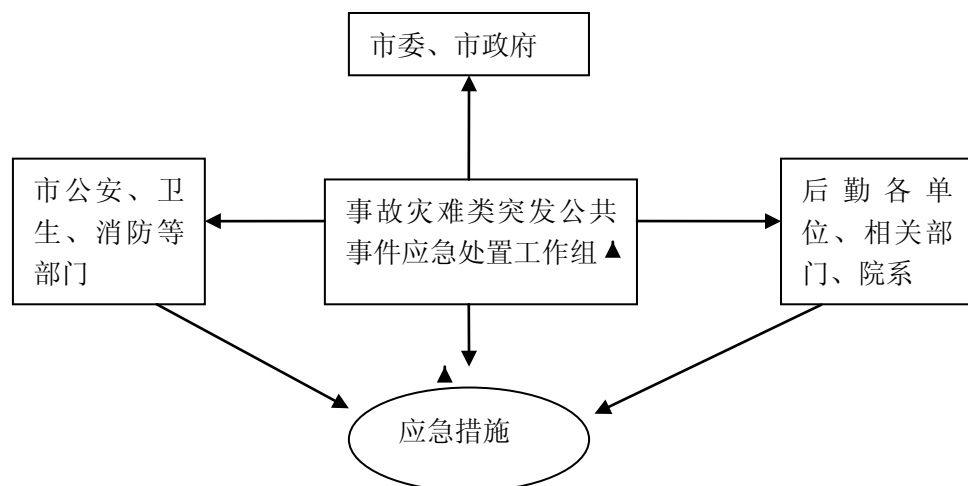 市委、市政府
市公安、卫
生、消防等
部门
事故灾难类突发公共
事件应急处置工作组
后勤各单
位、相关部
门、院系
应急措施